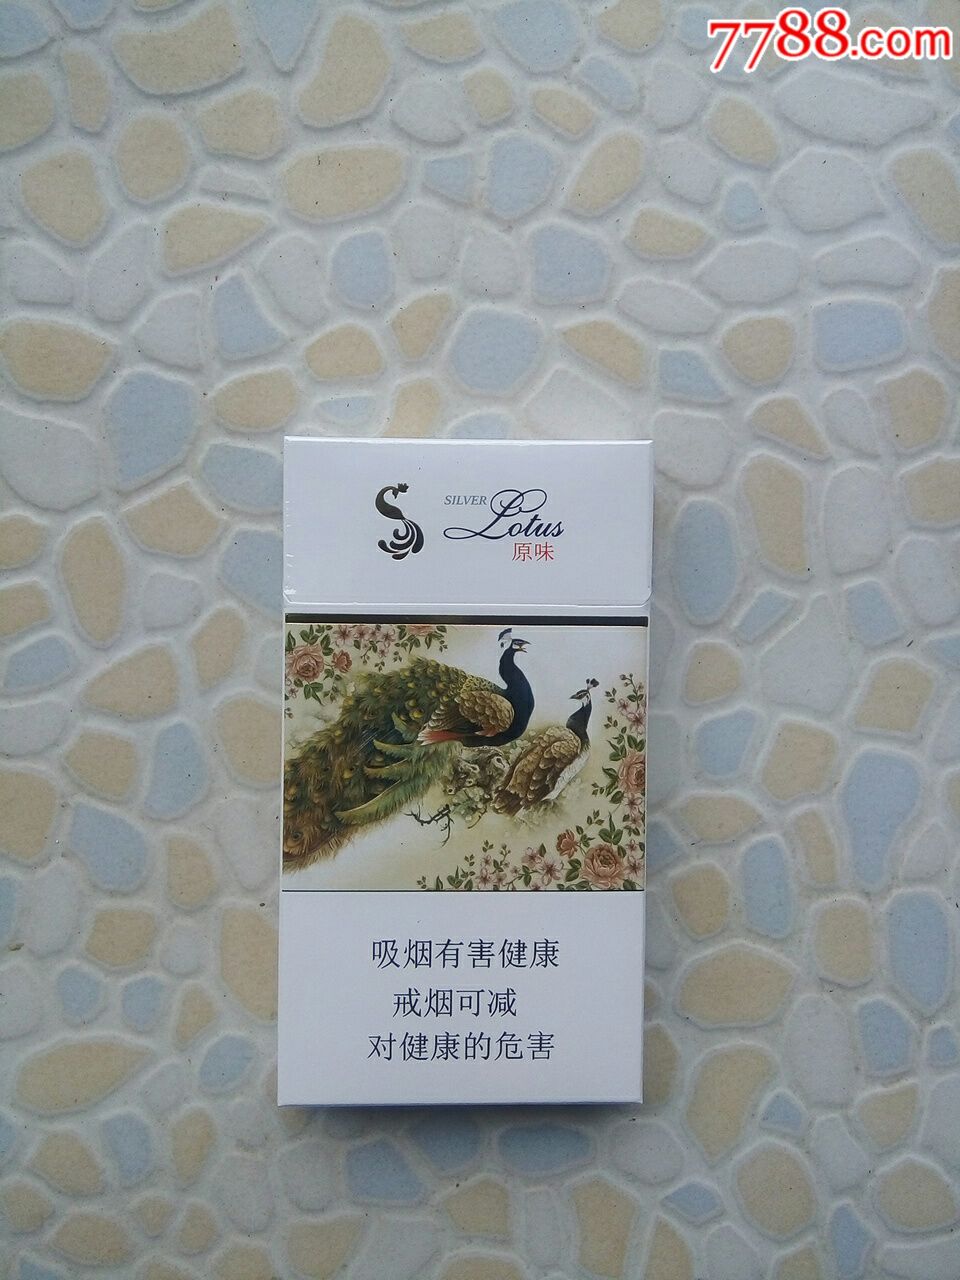 7788.com
SILVER
Lotus
原味
吸烟有害健康
戒烟可减
对健康的危害